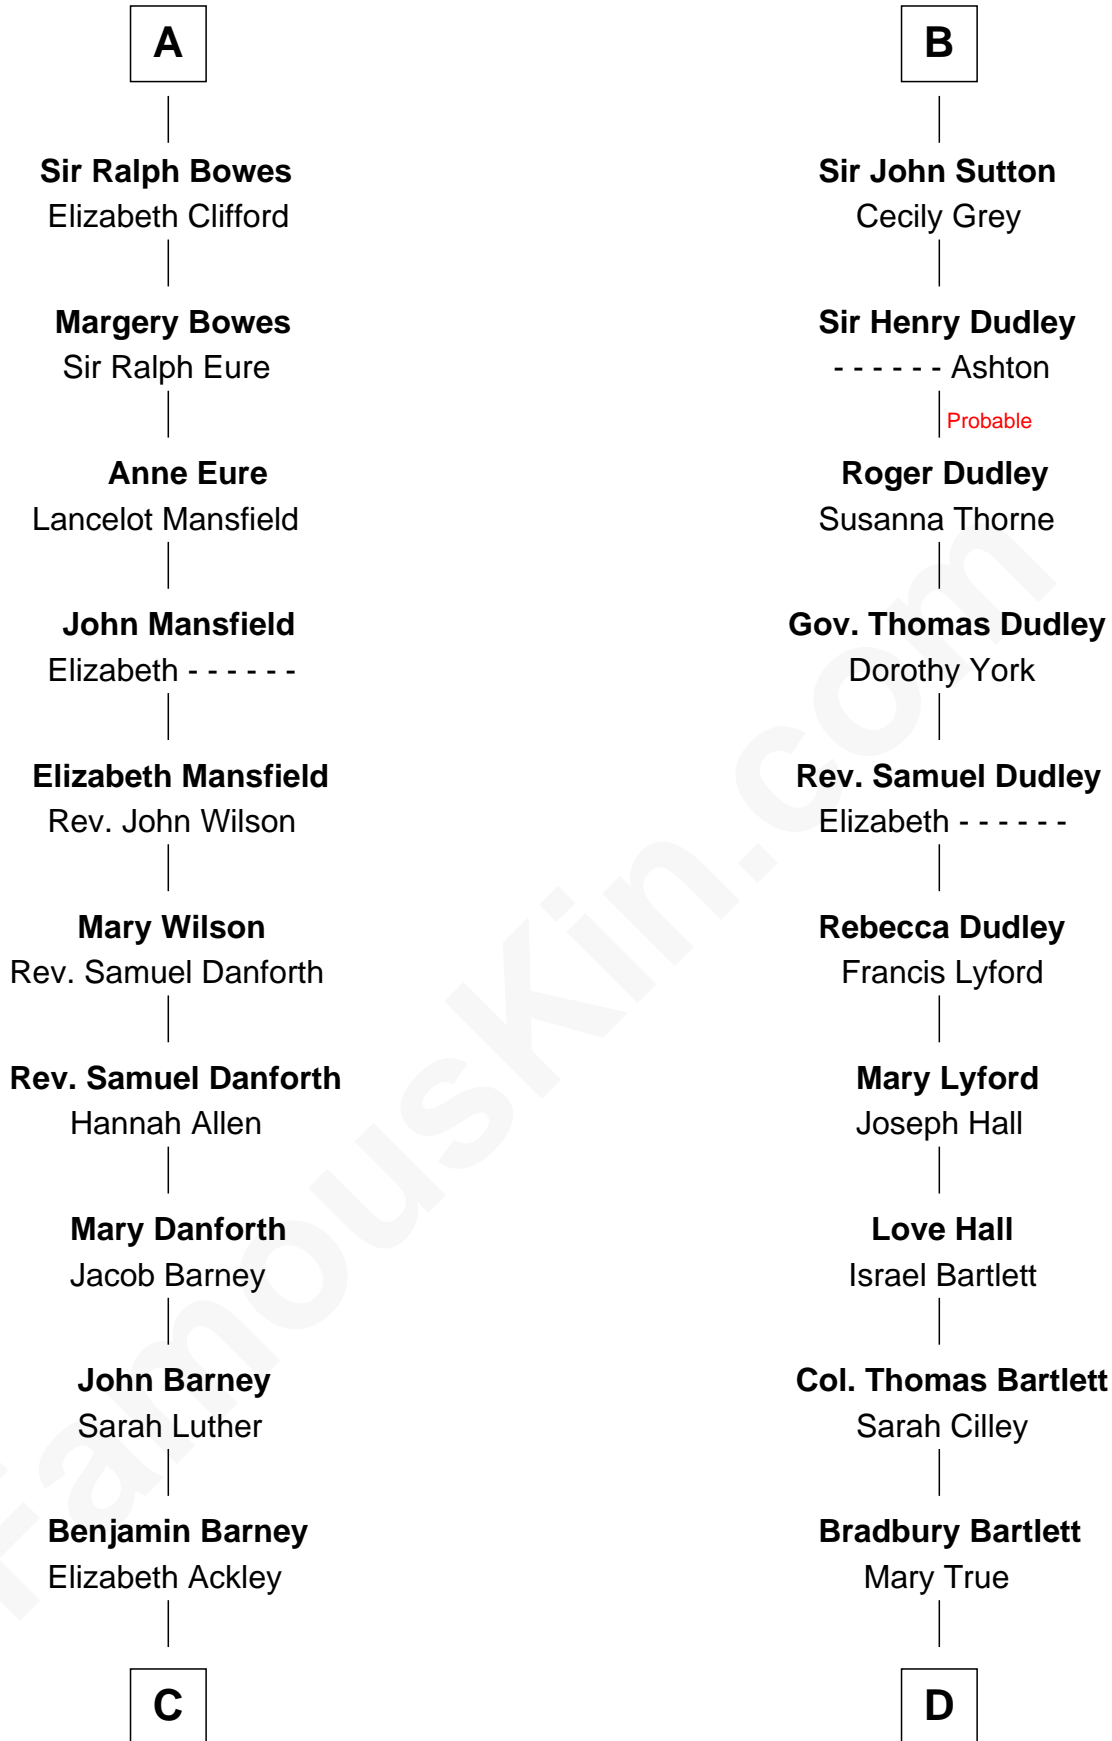 A
Sir Ralph Bowes
Elizabeth Clifford
Margery Bowes
Sir Ralph Eure
Anne Eure
Lancelot Mansfield
John Mansfield
Elizabeth - - - - - -
Elizabeth Mansfield
Rev. John Wilson
Mary Wilson
Rev. Samuel Danforth
Rev. Samuel Danforth
Hannah Allen
Mary Danforth
Jacob Barney
John Barney
Sarah Luther
Benjamin Barney
Elizabeth Ackley
C
B
Sir John Sutton
Cecily Grey
Sir Henry Dudley
- - - - - - Ashton
Probable
Roger Dudley
Susanna Thorne
Gov. Thomas Dudley
Dorothy York
Rev. Samuel Dudley
Elizabeth - - - - - -
Rebecca Dudley
Francis Lyford
Mary Lyford
Joseph Hall
Love Hall
Israel Bartlett
Col. Thomas Bartlett
Sarah Cilley
Bradbury Bartlett
Mary True
D
FamousKin.com